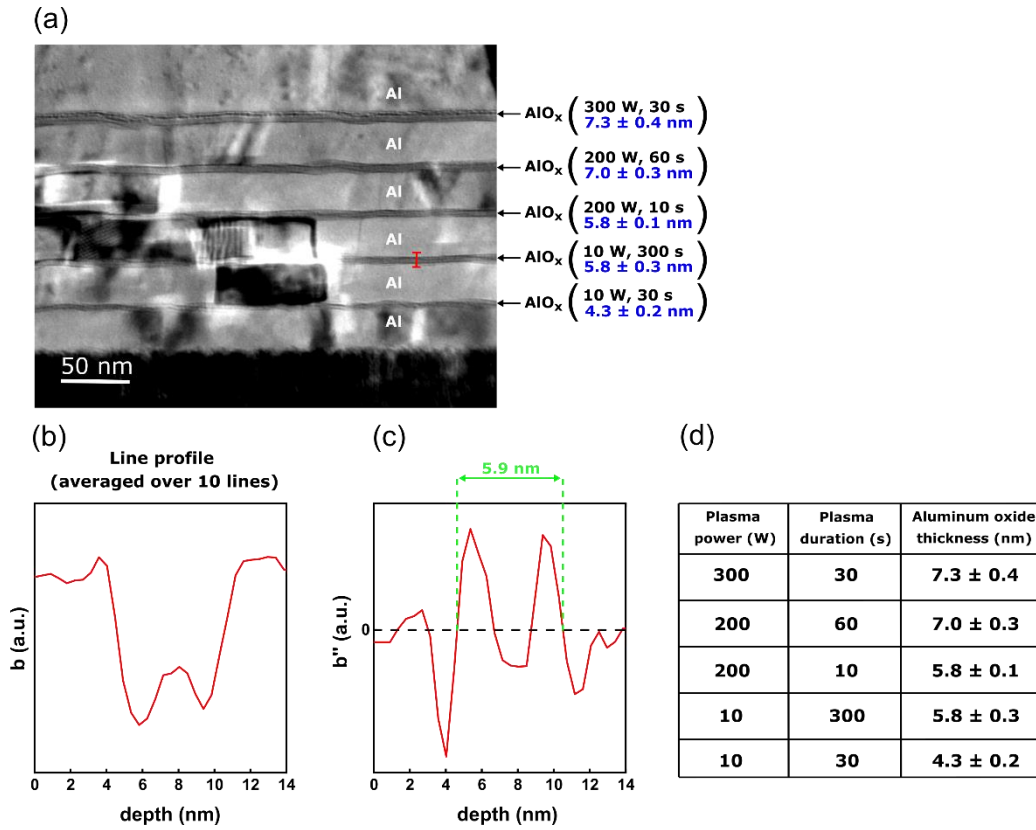 (a)
Al
Al
Al
Al
Al
Al
50 nm
AlOx (300 W, 30 s
7.3 ± 0.4 nm)
AlOx (200 W, 60 s
7.0 ± 0.3 nm)
AlOx (200 W, 10 s
5.8 ± 0.1 nm)
AlOx (10 W, 300 s
5.8 ± 0.3 nm)
AlOx (10 W, 30 s
4.3 ± 0.2 nm)
(b)
Line profile
(averaged over 10 lines)
b (a.u.)
0 2 4 6 8 10 12 14
depth (nm)
(c)
5.9 nm
b'' (a.u.)
0
0 2 4 6 8 10 12 14
depth (nm)
(d)
Plasma power (W) Plasma duration (s) Aluminum oxide thickness (nm)
300 30 7.3 ± 0.4
200 60 7.0 ± 0.3
200 10 5.8 ± 0.1
10 300 5.8 ± 0.3
10 30 4.3 ± 0.2